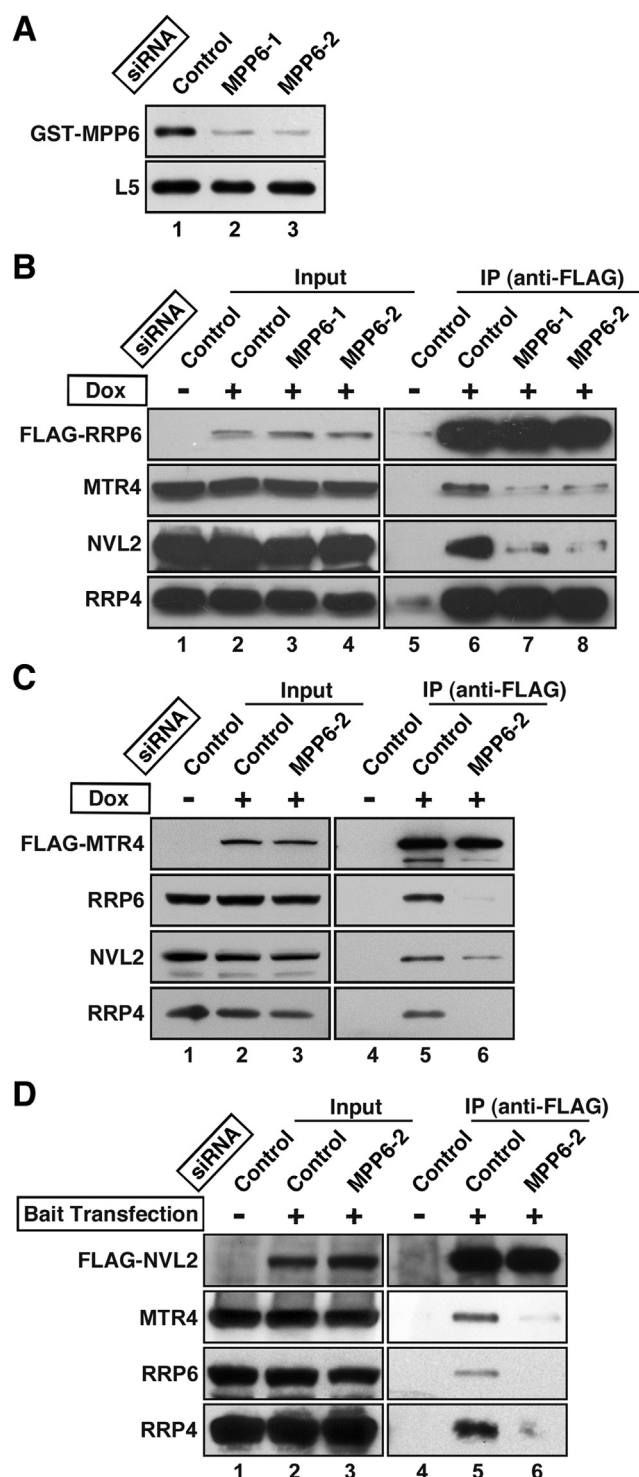 A
siRNA Control MPP6-1 MPP6-2
GST-MPP6
L5
1 2 3
B
Input IP (anti-FLAG)
siRNA Control Control MPP6-1 MPP6-2 Control Control MPP6-1 MPP6-2
Dox - + + + - + + +
FLAG-RRP6
MTR4
NVL2
RRP4
1 2 3 4 5 6 7 8
C
Input IP (anti-FLAG)
siRNA Control Control MPP6-2 Control Control MPP6-2
Dox - + + - + +
FLAG-MTR4
RRP6
NVL2
RRP4
1 2 3 4 5 6
D
Input IP (anti-FLAG)
siRNA Control Control MPP6-2 Control Control MPP6-2
Bait Transfection - + + - + +
FLAG-NVL2
MTR4
RRP6
RRP4
1 2 3 4 5 6